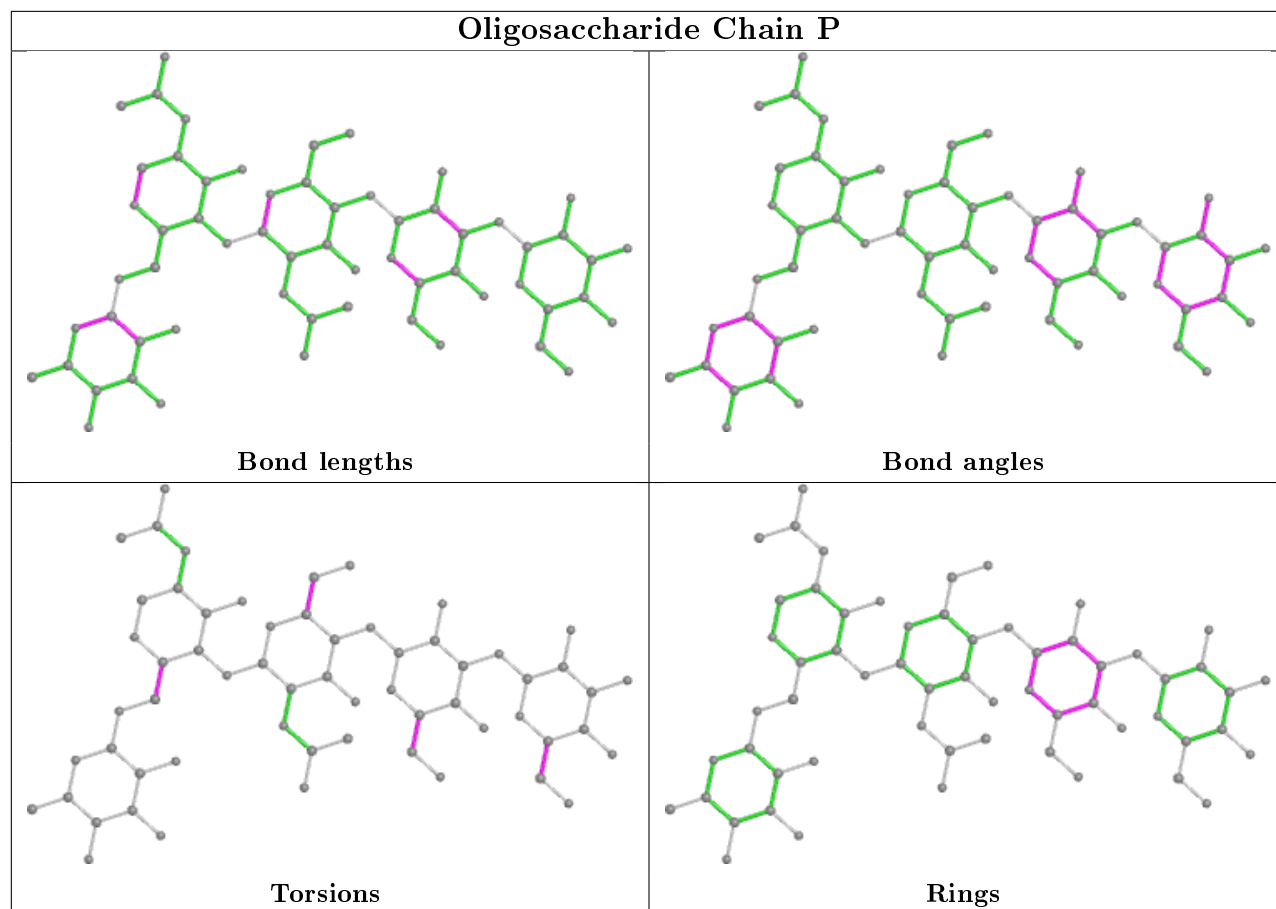 Oligosaccharide Chain P
Bond lengths
Bond angles
Torsions
Rings